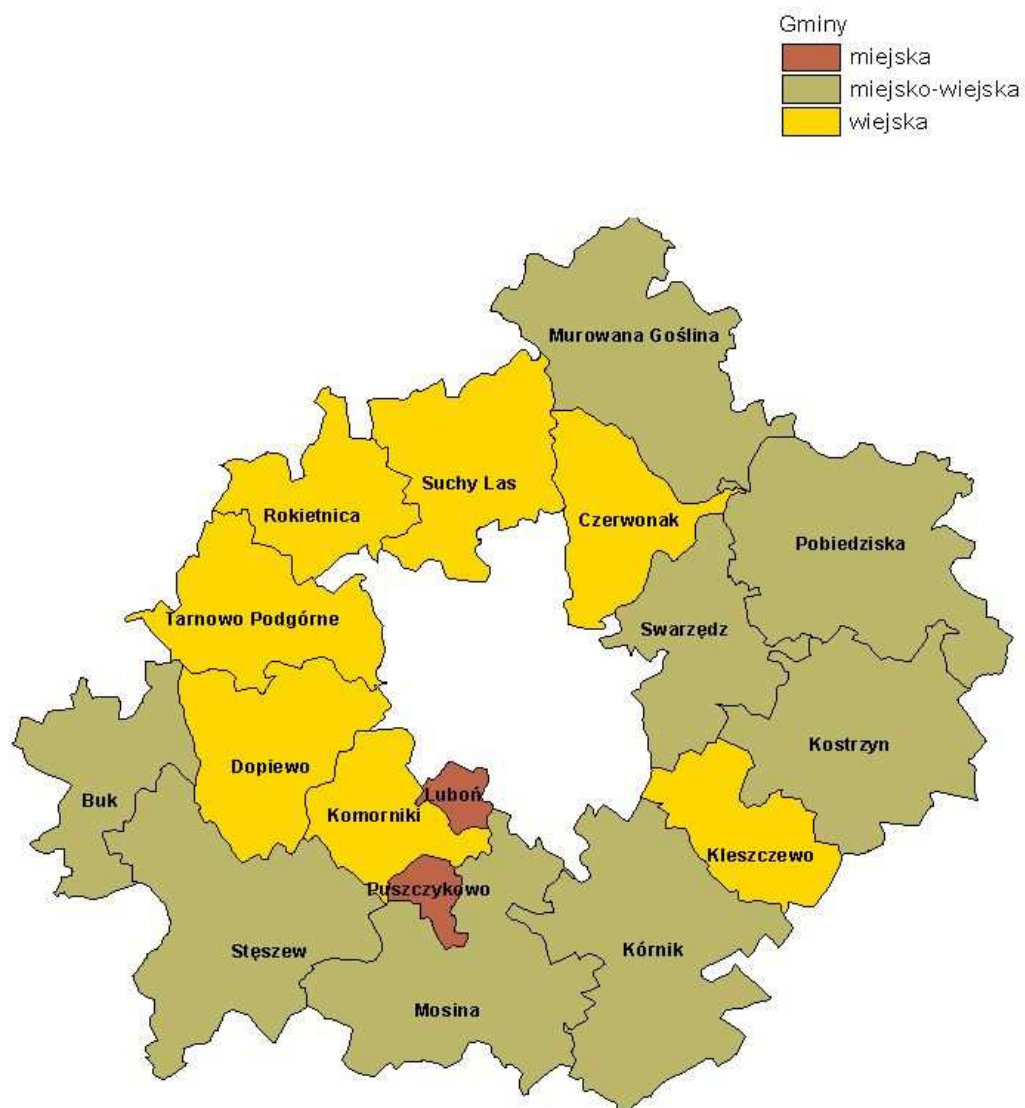 Gminy
miejska
miejsko-wiejska
wiejska
Murowana Goślina
Suchy Las
Rokietnica
Czerwonak
Pobiedziska
Tarnowo Podgórne
Swarzędz
Kostrzyn
Dopiewo
Buk
Luboń
Komorniki
Kleszczewo
Puszczykowo
Stęszew
Kórnik
Mosina